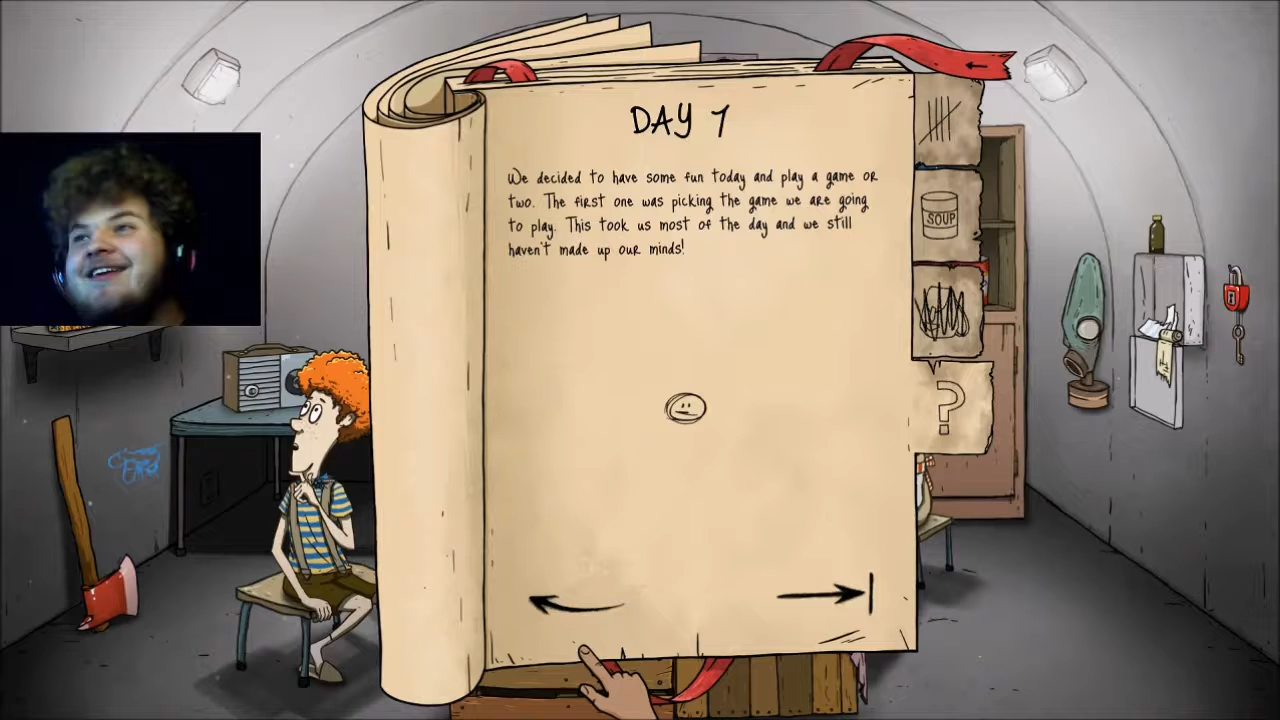 DAY 7
We decided to have some fun today and play a game or
two. The first one was picking the game we are going
to play. This took us most of the day and we still
haven't made up our minds!
SOUP
?